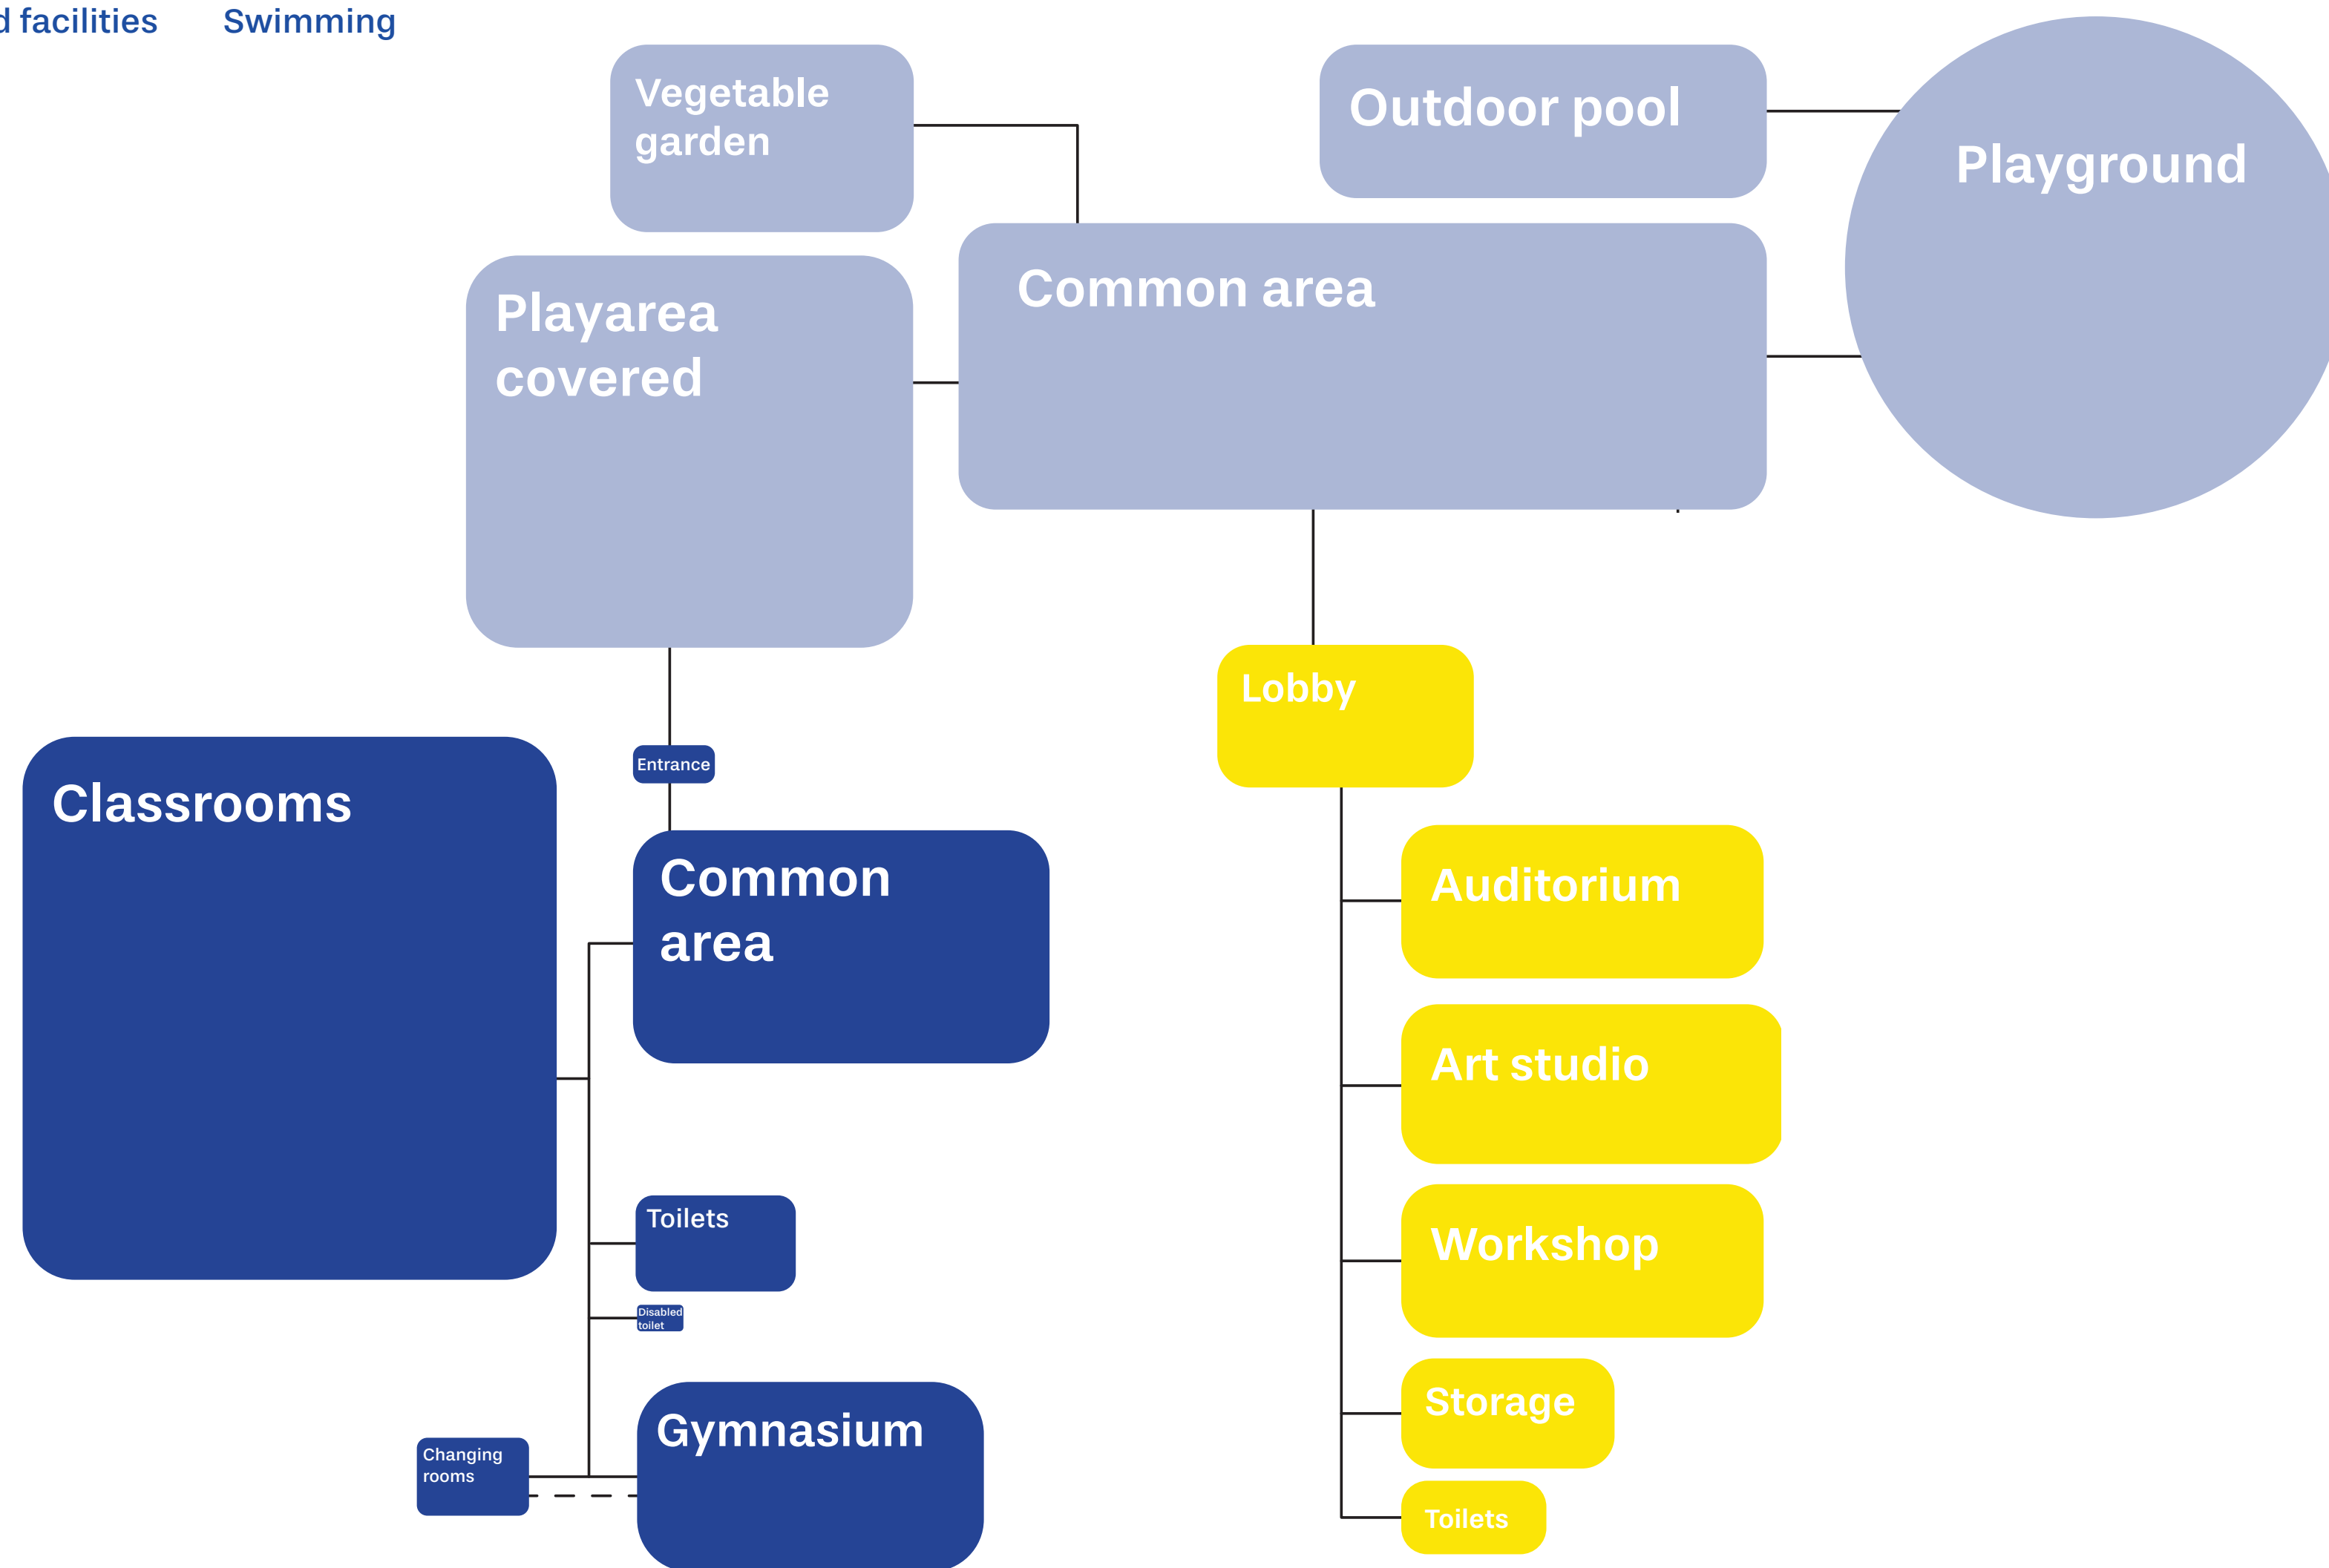 d facilities
Swimming
Vegetable
garden
Outdoor pool
Playground
Common area
Playarea
covered
Lobby
Entrance
Classrooms
Common
area
Auditorium
Art studio
Workshop
Toilets
Disabled
toilet
Storage
Gymnasium
Changing
rooms
Toilets